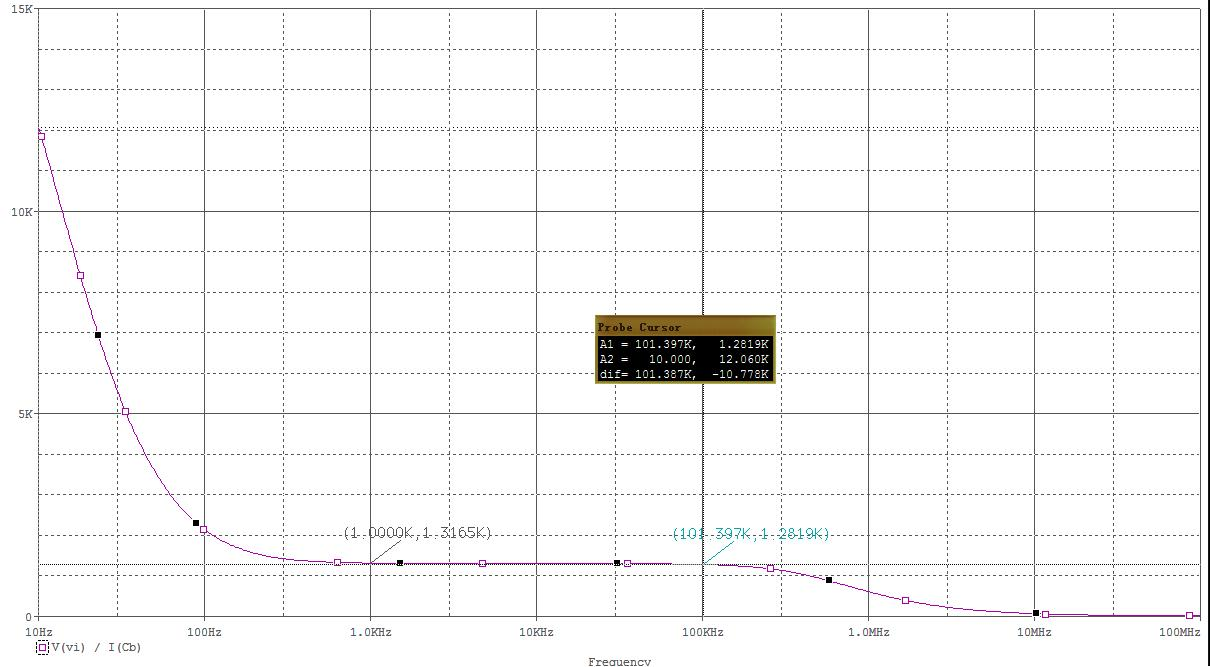 15K
10K
5K
0
(1.0000K,1.3165K)
(101.397K,1.2819K)
Probe Cursor
A1 = 101.397K, 1.2819K
A2 = 10.000, 12.060K
dif= 101.387K, -10.778K
10Hz 100Hz 1.0KHz 10KHz 100KHz 1.0MHz 10MHz 100MHz
V(vi) / I(Cb)
Frequency